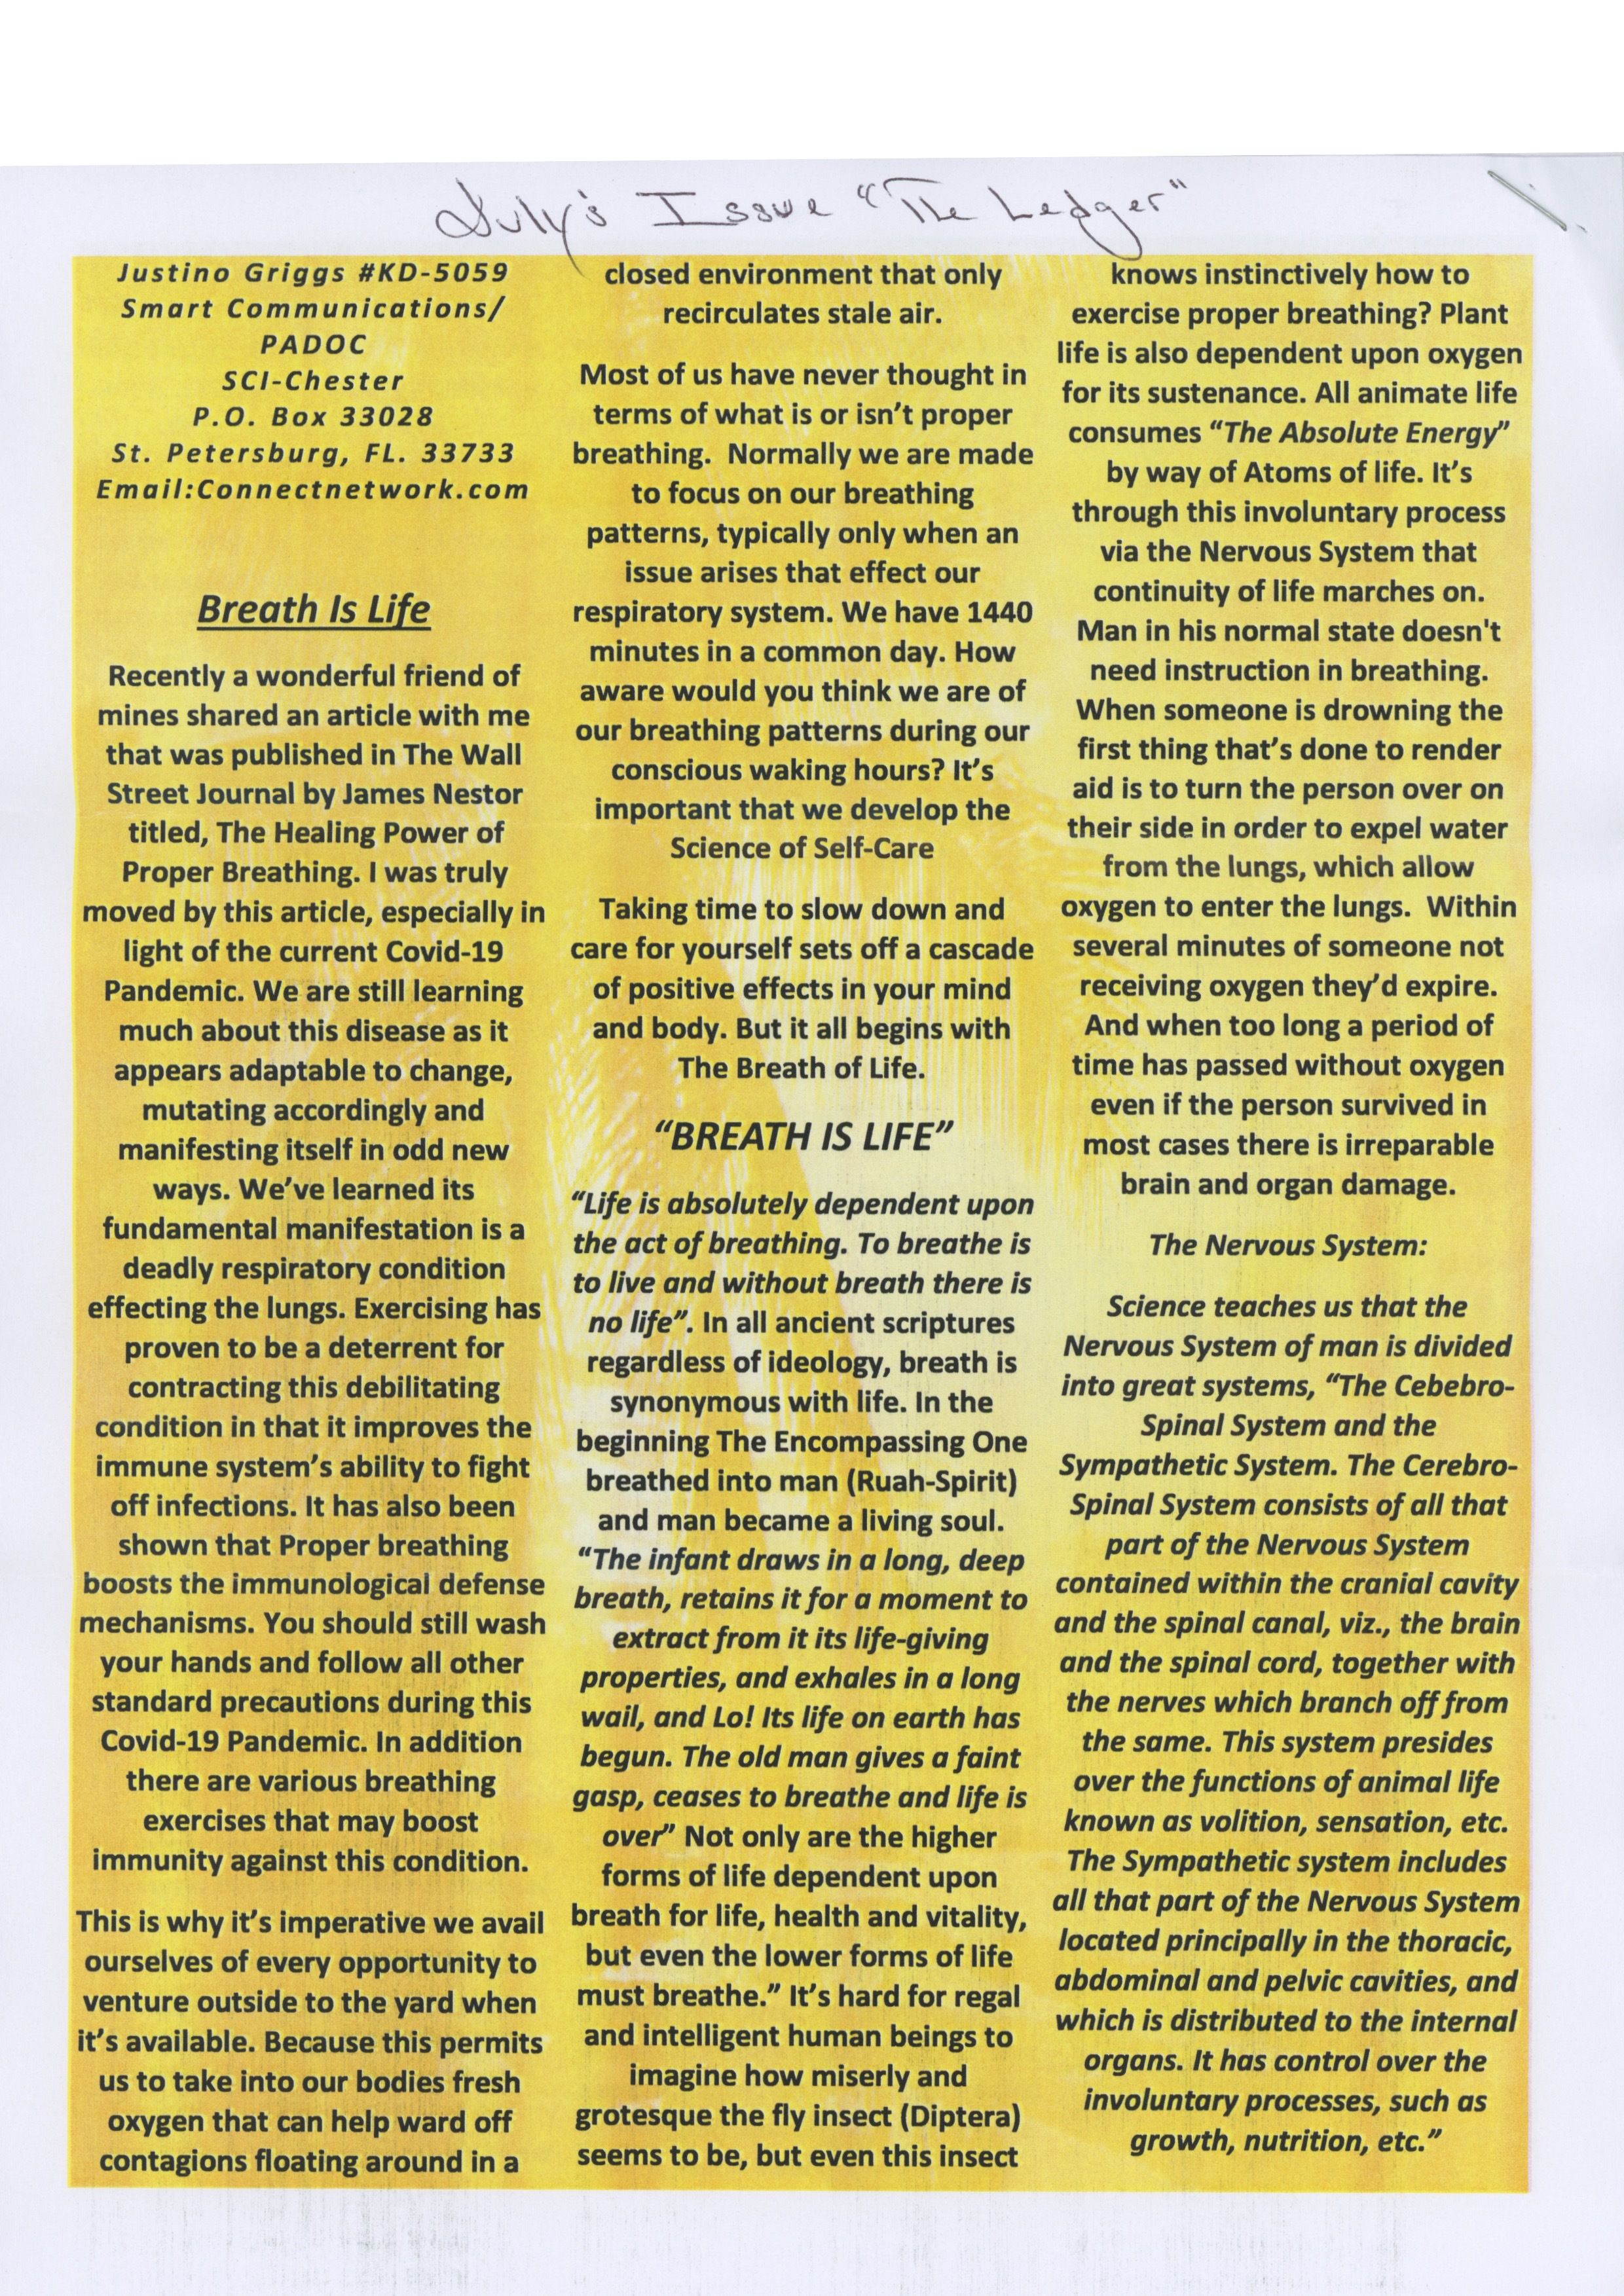 July's Issue "The Ledger"
Justino Griggs #KD-5059
Smart Communications/
PADOC
SCI-Chester
P.O. Box 33028
St. Petersburg, FL. 33733
Email:Connectnetwork.com
Breath Is Life
Recently a wonderful friend of
mines shared an article with me
that was published in The Wall
Street Journal by James Nestor
titled, The Healing Power of
Proper Breathing. I was truly
moved by this article, especially in
light of the current Covid-19
Pandemic. We are still learning
much about this disease as it
appears adaptable to change,
mutating accordingly and
manifesting itself in odd new
ways. We've learned its
fundamental manifestation is a
deadly respiratory condition
effecting the lungs. Exercising has
proven to be a deterrent for
contracting this debilitating
condition in that it improves the
immune system's ability to fight
off infections. It has also been
shown that Proper breathing
boosts the immunological defense
mechanisms. You should still wash
your hands and follow all other
standard precautions during this
Covid-19 Pandemic. In addition
there are various breathing
exercises that may boost
immunity against this condition.
This is why it's imperative we avail
ourselves of every opportunity to
venture outside to the yard when
it's available. Because this permits
us to take into our bodies fresh
oxygen that can help ward off
contagions floating around in a
closed environment that only
recirculates stale air.
Most of us have never thought in
terms of what is or isn't proper
breathing.  Normally we are made
to focus on our breathing
patterns, typically only when an
issue arises that effect our
respiratory system. We have 1440
minutes in a common day. How
aware would you think we are of
our breathing patterns during our
conscious waking hours? It's
important that we develop the
Science of Self-Care
Taking time to slow down and
care for yourself sets off a cascade
of positive effects in your mind
and body. But it all begins with
The Breath of Life.
"BREATH IS LIFE"
"Life is absolutely dependent upon
the act of breathing. To breathe is
to live and without breath there is
no life". In all ancient scriptures
regardless of ideology, breath is
synonymous with life. In the
beginning The Encompassing One
breathed into man (Ruah-Spirit)
and man became a living soul.
"The infant draws in a long, deep
breath, retains it for a moment to
extract from it its life-giving
properties, and exhales in a long
wail, and Lo! Its life on earth has
begun. The old man gives a faint
gasp, ceases to breathe and life is
over" Not only are the higher
forms of life dependent upon
breath for life, health and vitality,
but even the lower forms of life
must breathe." It's hard for regal
and intelligent human beings to
imagine how miserly and
grotesque the fly insect (Diptera)
seems to be, but even this insect
knows instinctively how to
exercise proper breathing? Plant
life is also dependent upon oxygen
for its sustenance. All animate life
consumes "The Absolute Energy"
by way of Atoms of life. It's
through this involuntary process
via the Nervous System that
continuity of life marches on.
Man in his normal state doesn't
need instruction in breathing.
When someone is drowning the
first thing that's done to render
aid is to turn the person over on
their side in order to expel water
from the lungs, which allow
oxygen to enter the lungs.  Within
several minutes of someone not
receiving oxygen they'd expire.
And when too long a period of
time has passed without oxygen
even if the person survived in
most cases there is irreparable
brain and organ damage.
The Nervous System:
Science teaches us that the
Nervous System of man is divided
into great systems, "The Cebebro-
Spinal System and the
Sympathetic System. The Cerebro-
Spinal System consists of all that
part of the Nervous System
contained within the cranial cavity
and the spinal canal, viz., the brain
and the spinal cord, together with
the nerves which branch off from
the same. This system presides
over the functions of animal life
known as volition, sensation, etc.
The Sympathetic system includes
all that part of the Nervous System
located principally in the thoracic,
abdominal and pelvic cavities, and
which is distributed to the internal
organs. It has control over the
involuntary processes, such as
growth, nutrition, etc."